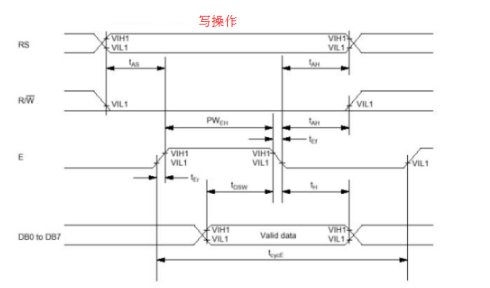 写操作
RS VIH1 VIL1 VIH1 VIL1
tAS tAH
R/W̅ VIL1 VIL1
PWEH tAH
tEf
E VIH1 VIL1 VIH1 VIL1 VIL1
tEr
tDSW tH
DB0 to DB7 VIH1 VIL1 Valid data VIH1 VIL1
tcycE